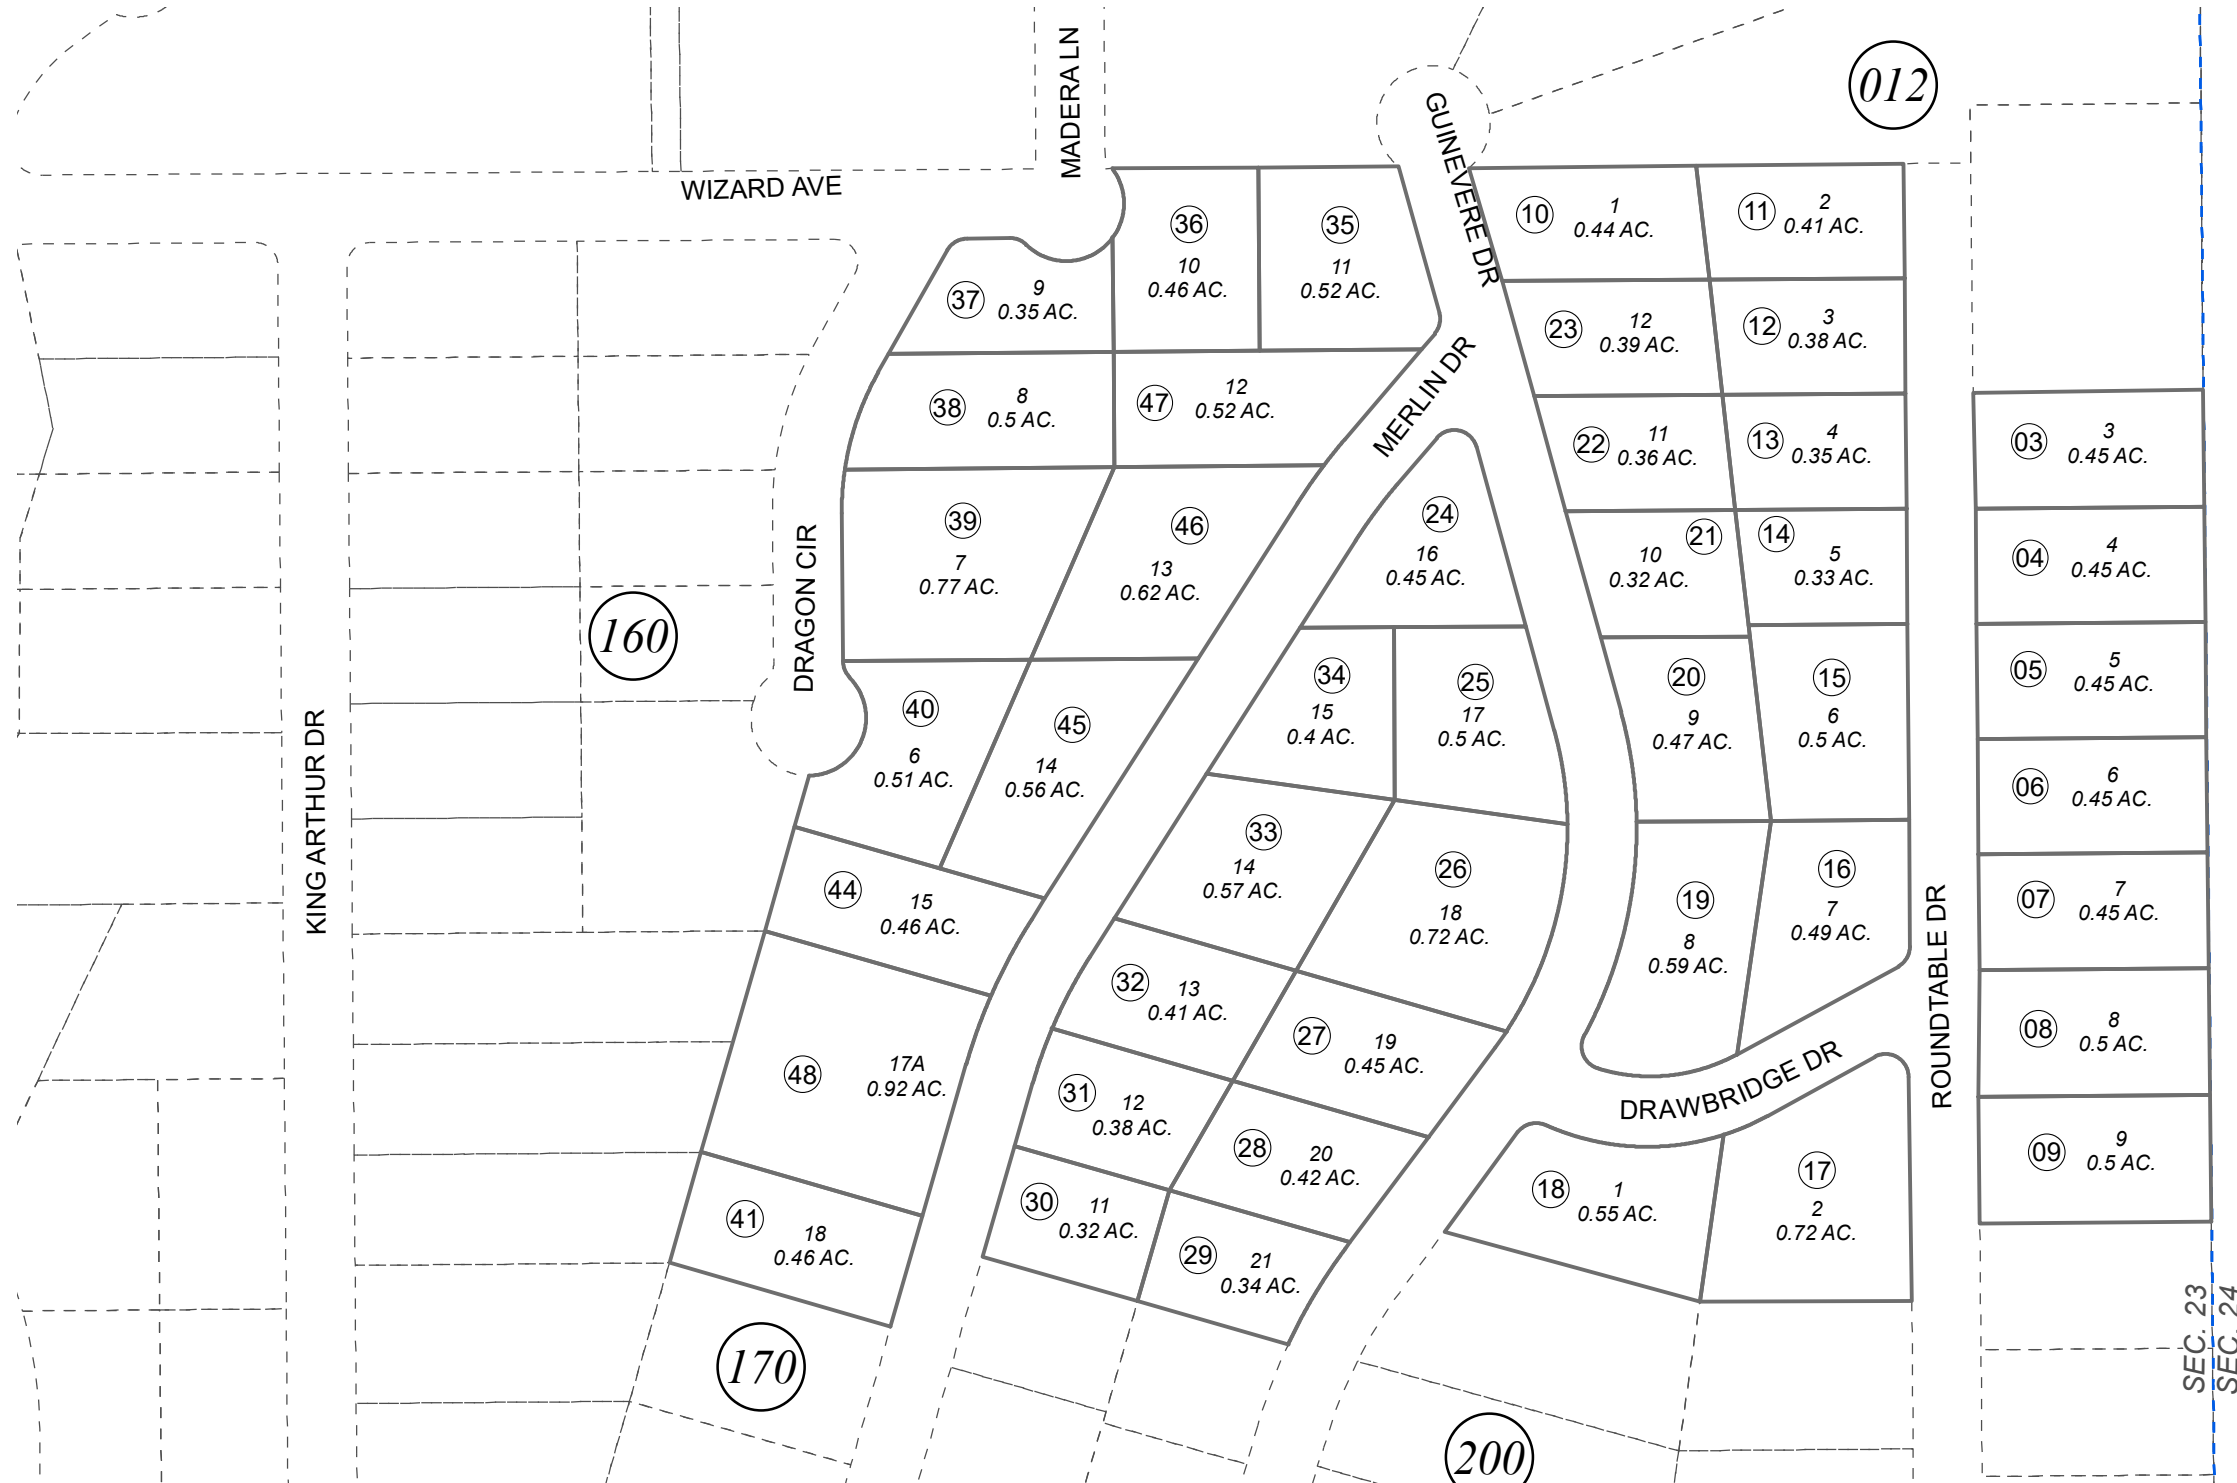 012
MADERA LN
GUINEVERE DR
WIZARD AVE
36
10
0.46 AC.
35
11
0.52 AC.
10
1
0.44 AC.
11
2
0.41 AC.
37
9
0.35 AC.
23
12
0.39 AC.
12
3
0.38 AC.
MERLIN DR
38
8
0.5 AC.
47
12
0.52 AC.
22
11
0.36 AC.
13
4
0.35 AC.
03
3
0.45 AC.
39
7
0.77 AC.
46
13
0.62 AC.
24
16
0.45 AC.
21
10
0.32 AC.
14
5
0.33 AC.
04
4
0.45 AC.
DRAGON CIR
160
40
6
0.51 AC.
45
14
0.56 AC.
34
15
0.4 AC.
25
17
0.5 AC.
20
9
0.47 AC.
15
6
0.5 AC.
05
5
0.45 AC.
06
6
0.45 AC.
KING ARTHUR DR
44
15
0.46 AC.
33
14
0.57 AC.
26
18
0.72 AC.
19
8
0.59 AC.
16
7
0.49 AC.
07
7
0.45 AC.
ROUNDTABLE DR
48
17A
0.92 AC.
32
13
0.41 AC.
27
19
0.45 AC.
08
8
0.5 AC.
DRAWBRIDGE DR
31
12
0.38 AC.
28
20
0.42 AC.
09
9
0.5 AC.
41
18
0.46 AC.
30
11
0.32 AC.
29
21
0.34 AC.
18
1
0.55 AC.
17
2
0.72 AC.
SEC. 23
SEC. 24
170
200